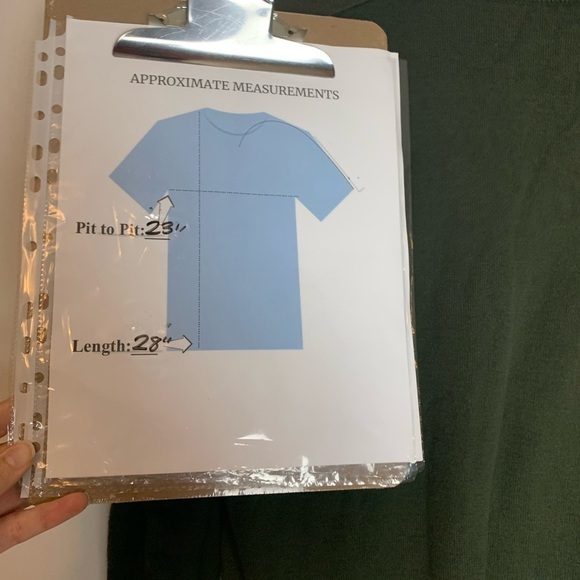 APPROXIMATE MEASUREMENTS
Pit to Pit: 23"
Length: 28"